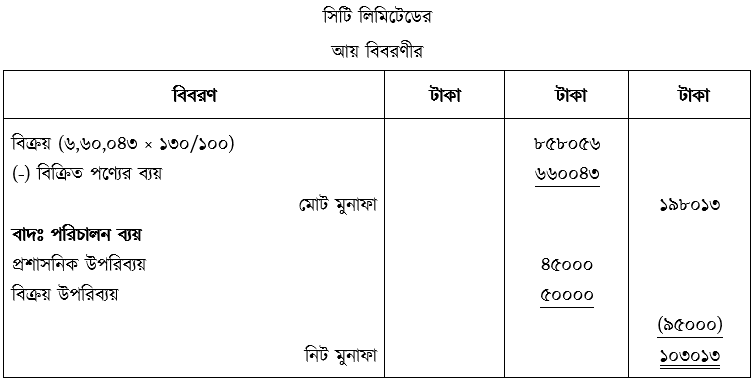 সিটি লিমিটেডের
আয় বিবরণীর
বিবরণ টাকা টাকা টাকা
বিক্রয় (৬,৬০,০৪৩ × ১৩০/১০০) ৮৫৮০৫৬
(-) বিক্রিত পণ্যের ব্যয় ৬৬০০৪৩
মোট মুনাফা ১৯৮০১৩
বাদঃ পরিচালন ব্যয়
প্রশাসনিক উপরিব্যয় ৪৫০০০
বিক্রয় উপরিব্যয় ৫০০০০
(৯৫০০০)
নিট মুনাফা ১০৩০১৩